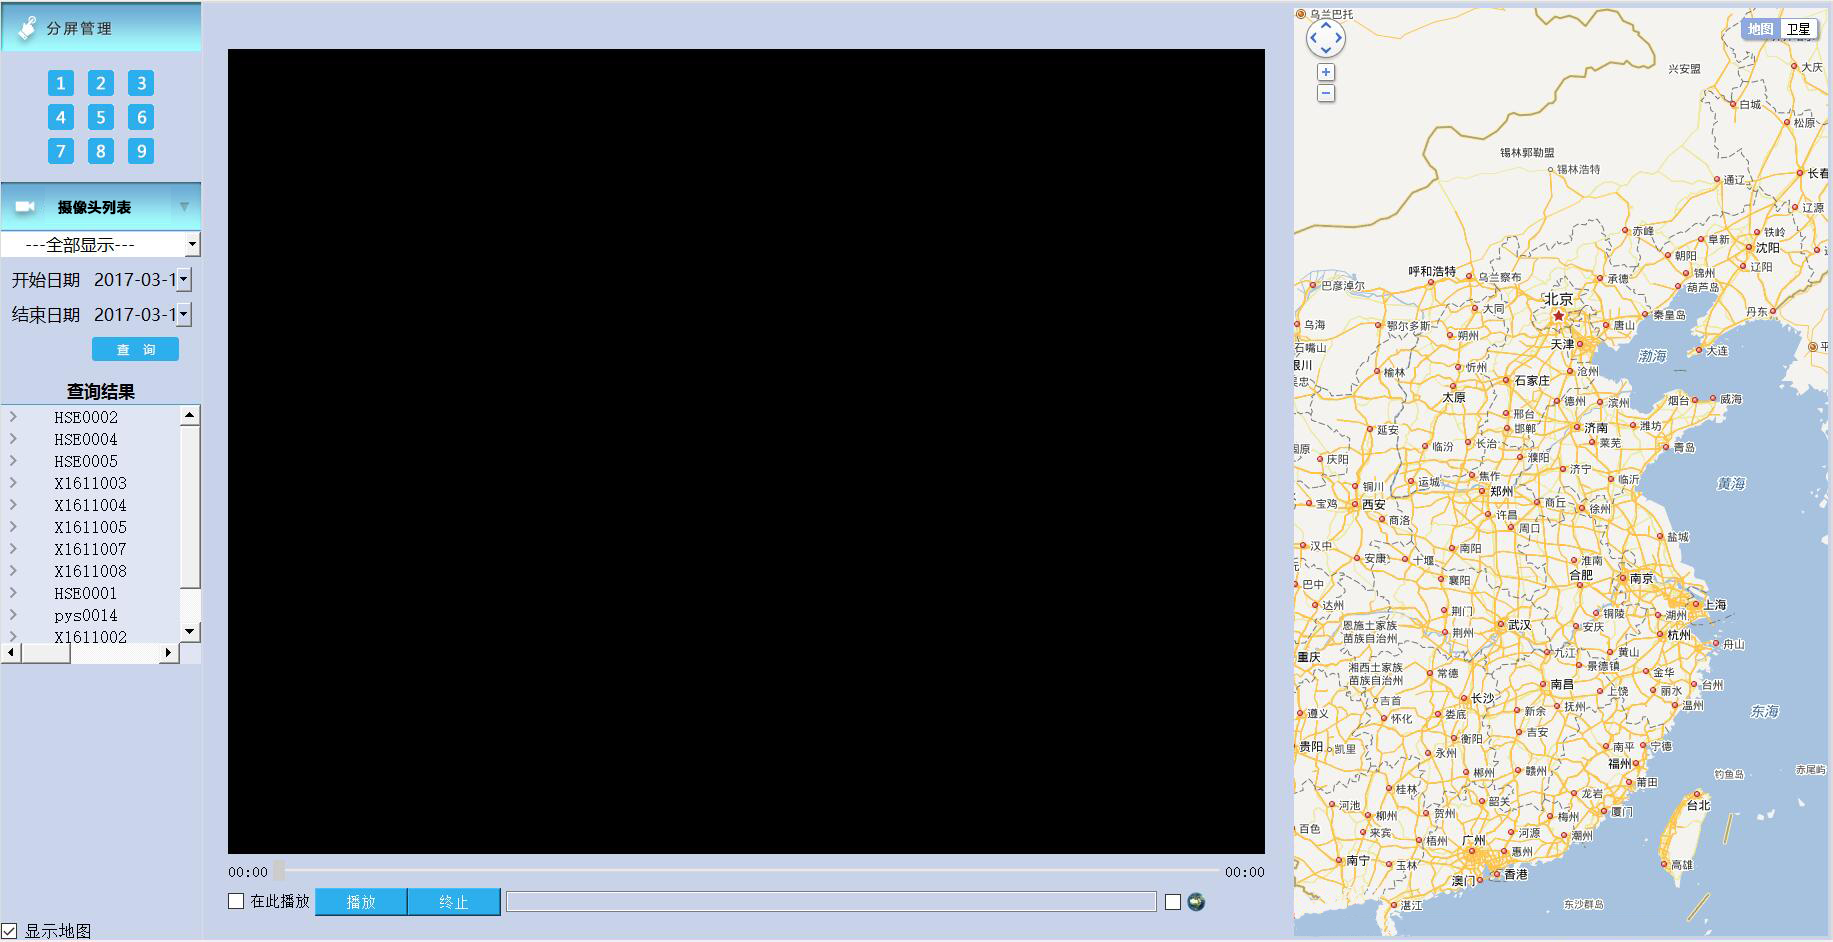 分屏管理
1 2 3
4 5 6
7 8 9
摄像头列表
---全部显示---
开始日期 2017-03-1
结束日期 2017-03-1
查 询
查询结果
HSE0002
HSE0004
HSE0005
X1611003
X1611004
X1611005
X1611007
X1611008
HSE0001
pys0014
X1611002
显示地图
00:00
00:00
在此播放 播放 终止
乌兰巴托
地图 卫星
兴安盟
大庆
白城
松原
锡林郭勒盟
锡林浩特
长春
通辽
辽源
赤峰
阜新
铁岭
沈阳
朝阳
辽阳
呼和浩特
乌兰察布
承德
锦州
巴彦淖尔
葫芦岛
北京
大同
秦皇岛
丹东
乌海
鄂尔多斯
朔州
唐山
石嘴山
天津
渤海
大连
榆林
忻州
沧州
石家庄
太原
德州
滨州
烟台
威海
邢台
延安
邯郸
济南
潍坊
临汾
长治
莱芜
青岛
庆阳
濮阳
济宁
铜川
运城
焦作
临沂
黄海
郑州
宝鸡
西安
商丘
徐州
商洛
许昌
周口
盐城
汉中
安康
十堰
南阳
淮南
合肥
南京
巴中
襄阳
达州
荆门
铜陵
湖州
上海
恩施土家族
苗族自治州
荆州
武汉
安庆
杭州
舟山
重庆
九江
黄山
湘西土家族
苗族自治州
常德
景德镇
金华
南昌
上饶
丽水
台州
吉首
长沙
遵义
怀化
娄底
新余
抚州
温州
东海
贵阳
凯里
衡阳
吉安
永州
南平
宁德
郴州
赣州
福州
钓鱼岛
赤尾屿
桂林
莆田
河池
韶关
龙岩
台北
柳州
贺州
梅州
厦门
百色
来宾
梧州
广州
河源
潮州
南宁
玉林
惠州
高雄
澳门
香港
湛江
东沙群岛